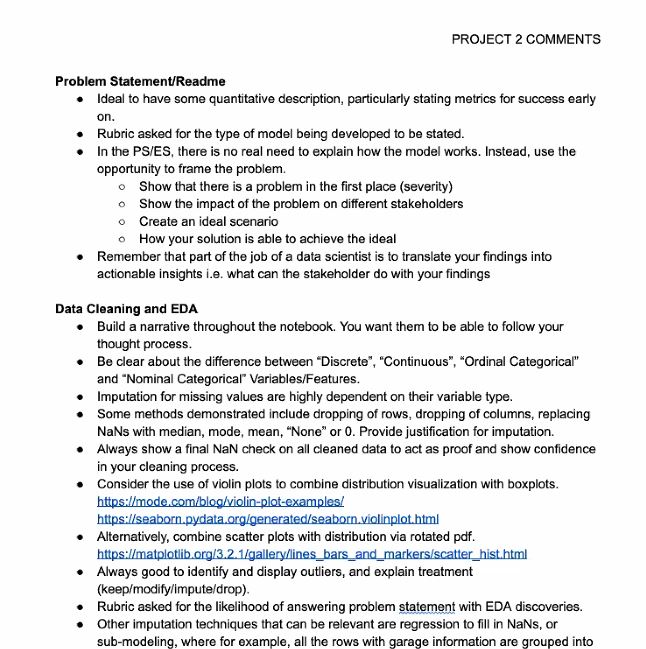 PROJECT 2 COMMENTS
Problem Statement/Readme
● Ideal to have some quantitative description, particularly stating metrics for success early
on.
● Rubric asked for the type of model being developed to be stated.
● In the PS/ES, there is no real need to explain how the model works. Instead, use the
opportunity to frame the problem.
○ Show that there is a problem in the first place (severity)
○ Show the impact of the problem on different stakeholders
○ Create an ideal scenario
○ How your solution is able to achieve the ideal
● Remember that part of the job of a data scientist is to translate your findings into
actionable insights i.e. what can the stakeholder do with your findings
Data Cleaning and EDA
● Build a narrative throughout the notebook. You want them to be able to follow your
thought process.
● Be clear about the difference between “Discrete”, “Continuous”, “Ordinal Categorical”
and “Nominal Categorical” Variables/Features.
● Imputation for missing values are highly dependent on their variable type.
● Some methods demonstrated include dropping of rows, dropping of columns, replacing
NaNs with median, mode, mean, “None” or 0. Provide justification for imputation.
● Always show a final NaN check on all cleaned data to act as proof and show confidence
in your cleaning process.
● Consider the use of violin plots to combine distribution visualization with boxplots.
https://mode.com/blog/violin-plot-examples/
https://seaborn.pydata.org/generated/seaborn.violinplot.html
● Alternatively, combine scatter plots with distribution via rotated pdf.
https://matplotlib.org/3.2.1/gallery/lines_bars_and_markers/scatter_hist.html
● Always good to identify and display outliers, and explain treatment
(keep/modify/impute/drop).
● Rubric asked for the likelihood of answering problem statement with EDA discoveries.
● Other imputation techniques that can be relevant are regression to fill in NaNs, or
sub-modeling, where for example, all the rows with garage information are grouped into